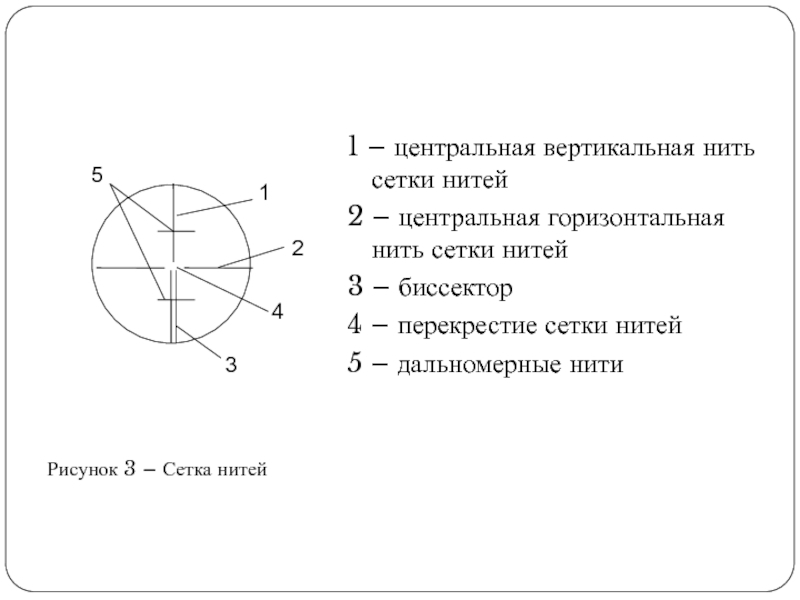 1 – центральная вертикальная нить
сетки нитей
2 – центральная горизонтальная
нить сетки нитей
3 – биссектор
4 – перекрестие сетки нитей
5 – дальномерные нити
5
1
2
4
3
Рисунок 3 – Сетка нитей